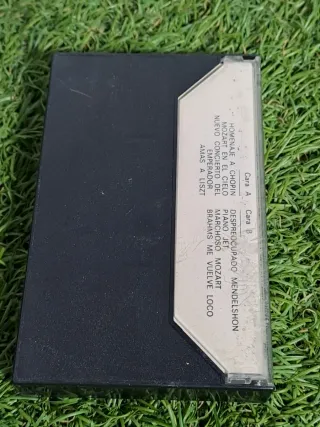 Cara A
HOMENAJE A CHOPIN
MOZART EN EL CIELO
NUEVO CONCIERTO DEL
EMPERADOR
AMAS A LISZT
Cara B
DESPREOCUPADO MENDELSHON
PIANO JET
MARCHOSO MOZART
BRAHMS ME VUELVE LOCO